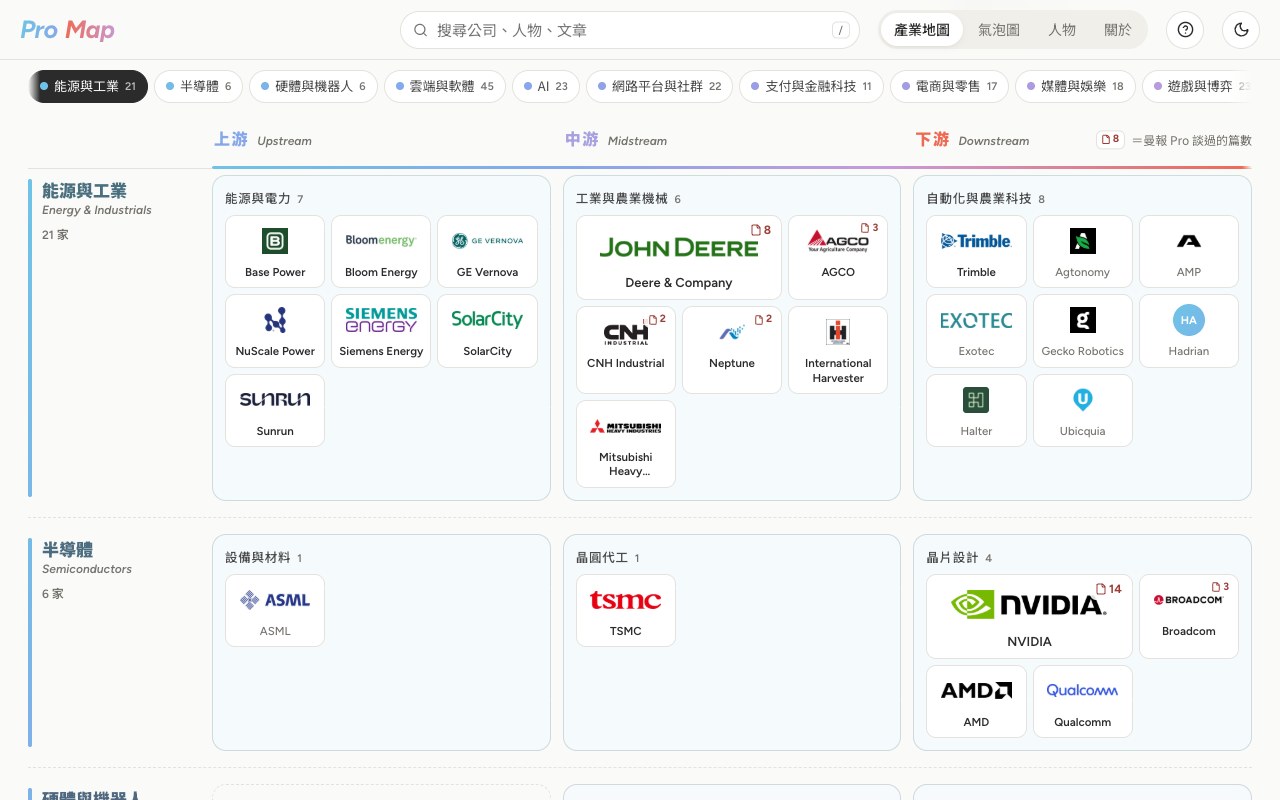 Pro Map
搜尋公司、人物、文章
/
產業地圖 氣泡圖 人物 關於
能源與工業 21 半導體 6 硬體與機器人 6 雲端與軟體 45 AI 23 網路平台與社群 22 支付與金融科技 11 電商與零售 17 媒體與娛樂 18 遊戲與博弈 23
上游 Upstream
中游 Midstream
下游 Downstream
8 ＝曼報 Pro 談過的篇數
能源與工業
Energy & Industrials
21 家
能源與電力 7
B
Base Power
Bloomenergy
Bloom Energy
GE VERNOVA
GE Vernova
NuScale Power
SIEMENS
energy
Siemens Energy
SolarCity
SolarCity
SUNRUN
Sunrun
工業與農業機械 6
8
JOHN DEERE
Deere & Company
3
AGCO
Your Agriculture Company
AGCO
2
CNH
INDUSTRIAL
CNH Industrial
2
Neptune
International
Harvester
MITSUBISHI
HEAVY INDUSTRIES
Mitsubishi
Heavy...
自動化與農業科技 8
Trimble
Trimble
Agtonomy
AMP
EXOTEC
Exotec
g
Gecko Robotics
HA
Hadrian
Halter
U
Ubicquia
半導體
Semiconductors
6 家
設備與材料 1
ASML
ASML
晶圓代工 1
tsmc
TSMC
晶片設計 4
14
NVIDIA
NVIDIA
3
BROADCOM
Broadcom
AMD
AMD
Qualcomm
Qualcomm
硬體與機器人